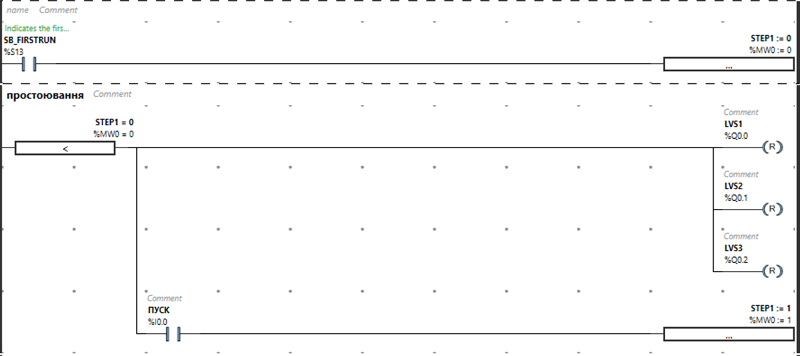 name Comment
Indicates the firs...
SB_FIRSTRUN
%S13
STEP1 := 0
%MW0 := 0
...
простоювання Comment
STEP1 = 0
%MW0 = 0
<
Comment
LVS1
%Q0.0
R
Comment
LVS2
%Q0.1
R
Comment
LVS3
%Q0.2
R
Comment
ПУСК
%I0.0
STEP1 := 1
%MW0 := 1
...